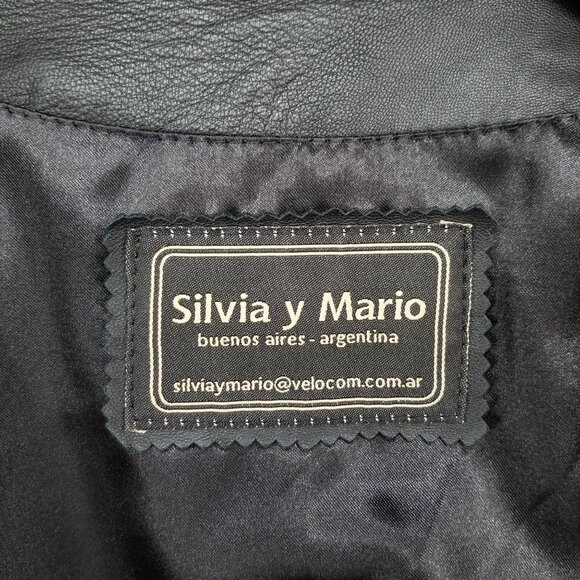 Silvia y Mario
buenos aires - argentina
silviaymario@velocom.com.ar